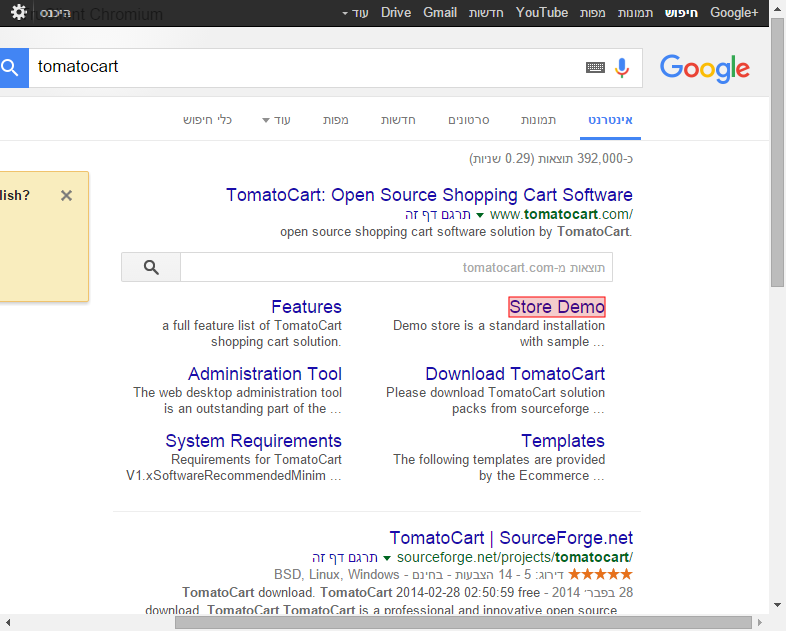 Google+ חיפוש תמונות מפות YouTube חדשות Gmail Drive עוד היכנס
Chromium
tomatocart
Google
אינטרנט תמונות סרטונים חדשות מפות עוד כלי חיפוש
כ-392,000 תוצאות (0.29 שניות)
lish?
TomatoCart: Open Source Shopping Cart Software
www.tomatocart.com/ תרגם דף זה
open source shopping cart software solution by TomatoCart.
תוצאות מ-tomatocart.com
Store Demo
Demo store is a standard installation
with sample ...
Features
a full feature list of TomatoCart
shopping cart solution.
Download TomatoCart
Please download TomatoCart solution
packs from sourceforge ...
Administration Tool
The web desktop administration tool
is an outstanding part of the ...
Templates
The following templates are provided
by the Ecommerce ...
System Requirements
Requirements for TomatoCart
V1.xSoftwareRecommendedMinim ...
TomatoCart | SourceForge.net
sourceforge.net/projects/tomatocart/ תרגם דף זה
דירוג: 5 - 14 הצבעות - בחינם - BSD, Linux, Windows
28 בפבר׳ 2014 - TomatoCart download. TomatoCart 2014-02-28 02:50:59 free
download. TomatoCart TomatoCart is a professional and innovative open source